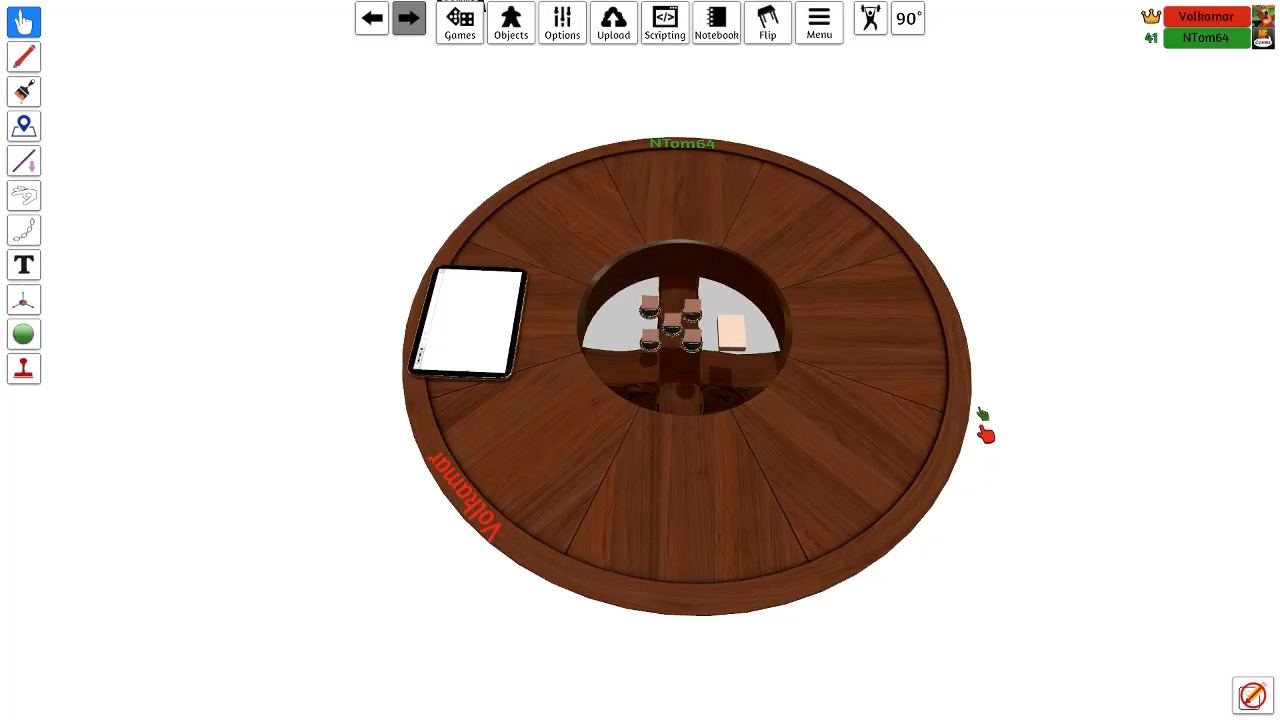 Games
Objects
Options
Upload
Scripting
Notebook
Flip
Menu
90°
Volkamar
41
NTom64
NTom64
T
Volkamar